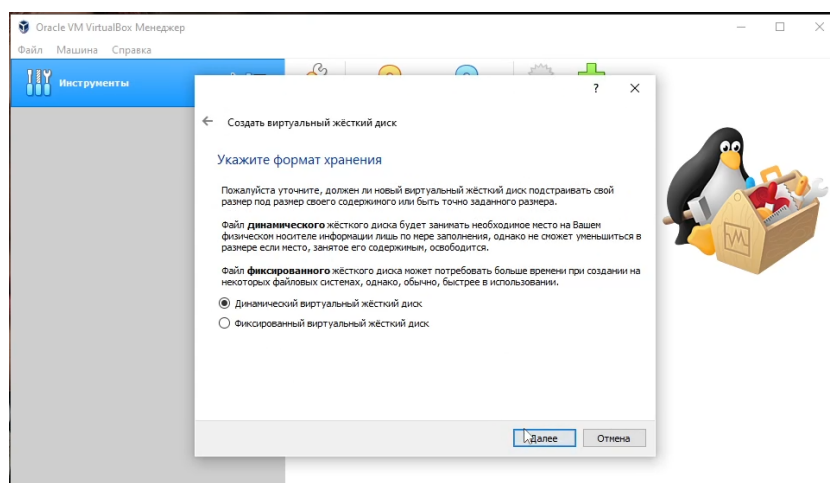 Oracle VM VirtualBox Менеджер
Файл Машина Справка
Инструменты
?
Создать виртуальный жёсткий диск
Укажите формат хранения
Пожалуйста уточните, должен ли новый виртуальный жёсткий диск подстраивать свой
размер под размер своего содержимого или быть точно заданного размера.
Файл динамического жёсткого диска будет занимать необходимое место на Вашем
физическом носителе информации лишь по мере заполнения, однако не сможет уменьшиться в
размере если место, занятое его содержимым, освободится.
Файл фиксированного жёсткого диска может потребовать больше времени при создании на
некоторых файловых системах, однако, обычно, быстрее в использовании.
Динамический виртуальный жёсткий диск
Фиксированный виртуальный жёсткий диск
Далее Отмена